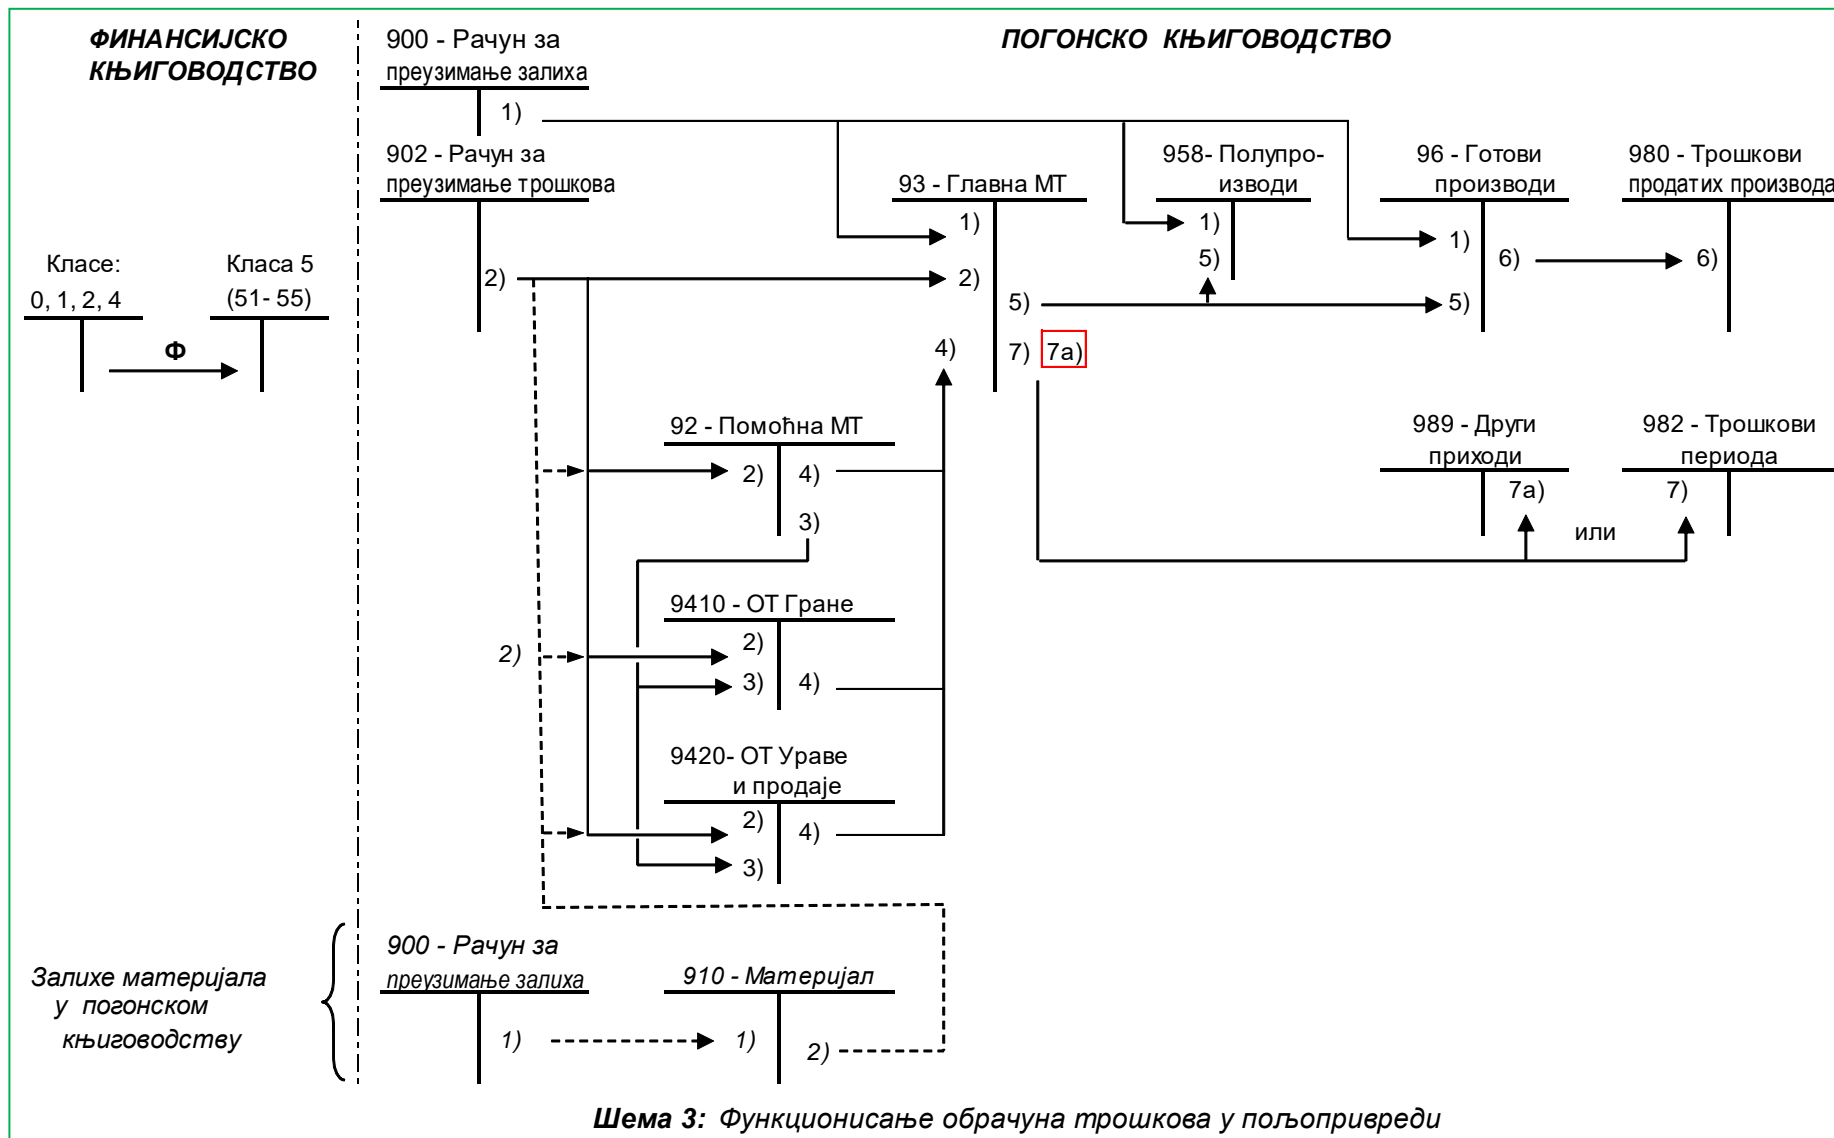 ФИНАНСИЈСКО
КЊИГОВОДСТВО
900 - Рачун за
преузимање залиха
ПОГОНСКО КЊИГОВОДСТВО
1)
902 - Рачун за
преузимање трошкова
93 - Главна МТ
958- Полупро-
изводи
96 - Готови
производи
980 - Трошкови
продатих производа
1)
1)
1)
Класе:
0, 1, 2, 4
Класа 5
(51- 55)
2)
2)
5)
6)
6)
5)
5)
Ф
4)
7)
7а)
92 - Помоћна МТ
989 - Други
приходи
982 - Трошкови
периода
2)
4)
7а)
7)
3)
или
9410 - ОТ Гране
2)
2)
3)
4)
9420- ОТ Ураве
и продаје
2)
4)
3)
Залихе материјала
у погонском
књиговодству
900 - Рачун за
преузимање залиха
910 - Материјал
1)
1)
2)
Шема 3: Функционисање обрачуна трошкова у пољопривреди